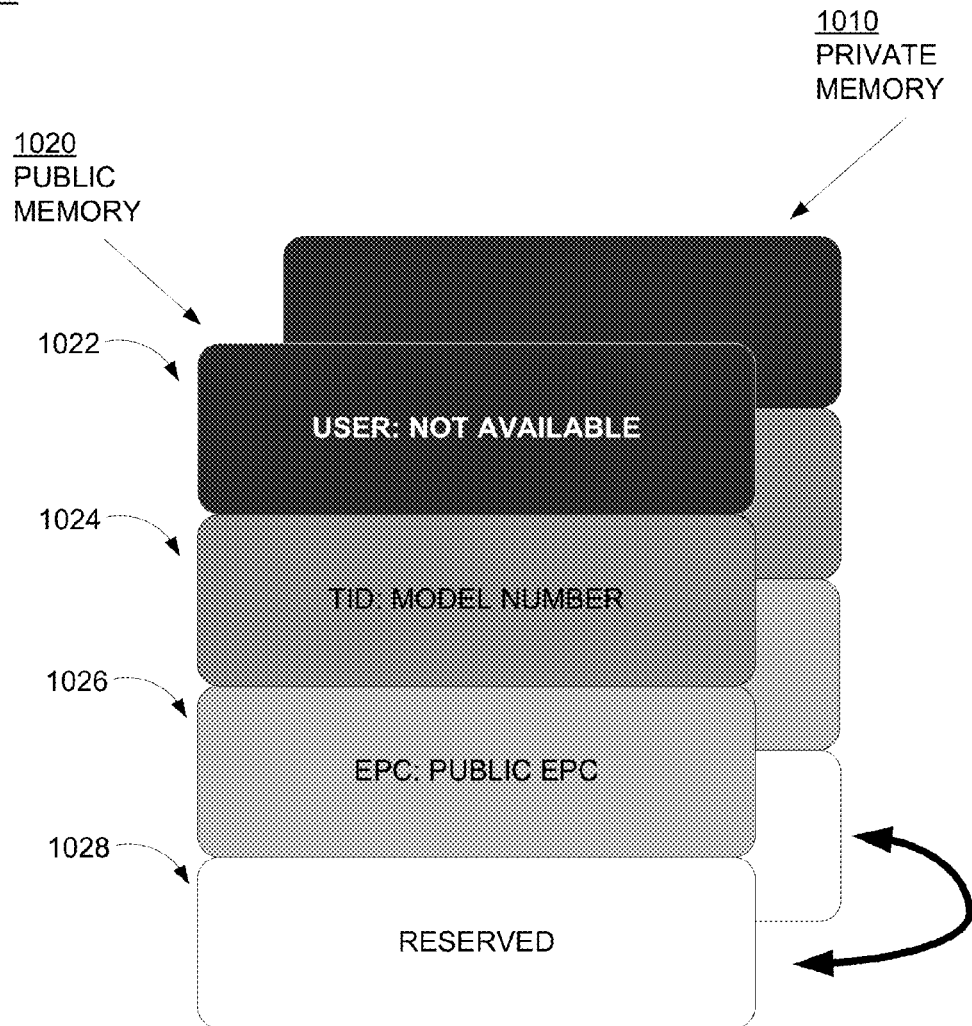 1010
PRIVATE
MEMORY
1020
PUBLIC
MEMORY
1022
USER: NOT AVAILABLE
1024
TID: MODEL NUMBER
1026
EPC: PUBLIC EPC
1028
RESERVED